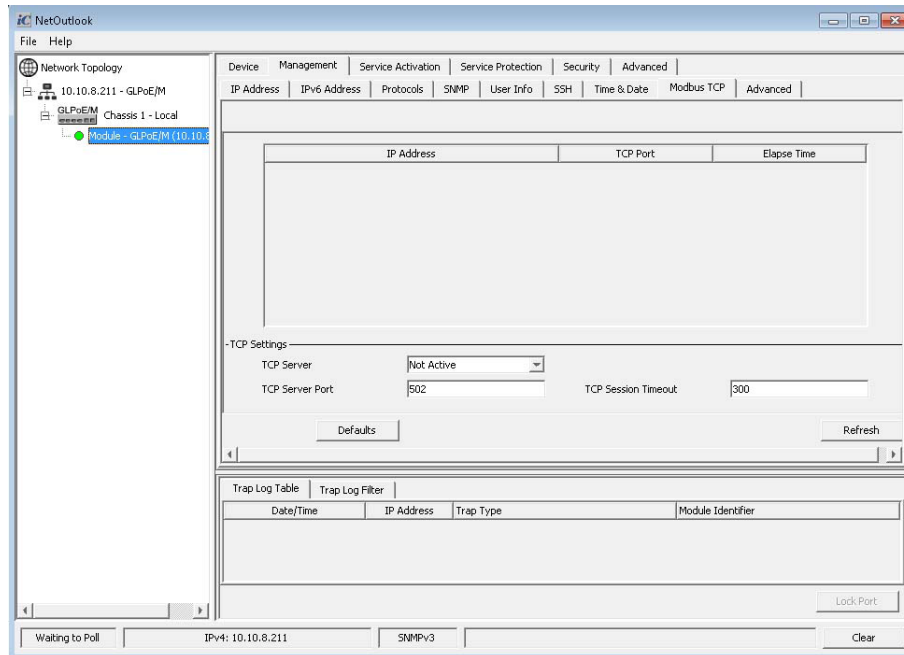 iC NetOutlook
File Help
Network Topology
10.10.8.211 - GLPoE/M
GLPoE/M Chassis 1 - Local
Module - GLPoE/M (10.10.8
Device Management Service Activation Service Protection Security Advanced
IP Address IPv6 Address Protocols SNMP User Info SSH Time & Date Modbus TCP Advanced
IP Address TCP Port Elapse Time
TCP Settings
TCP Server Not Active
TCP Server Port 502 TCP Session Timeout 300
Defaults Refresh
Trap Log Table Trap Log Filter
Date/Time IP Address Trap Type Module Identifier
Lock Port
Waiting to Poll IPv4: 10.10.8.211 SNMPv3 Clear